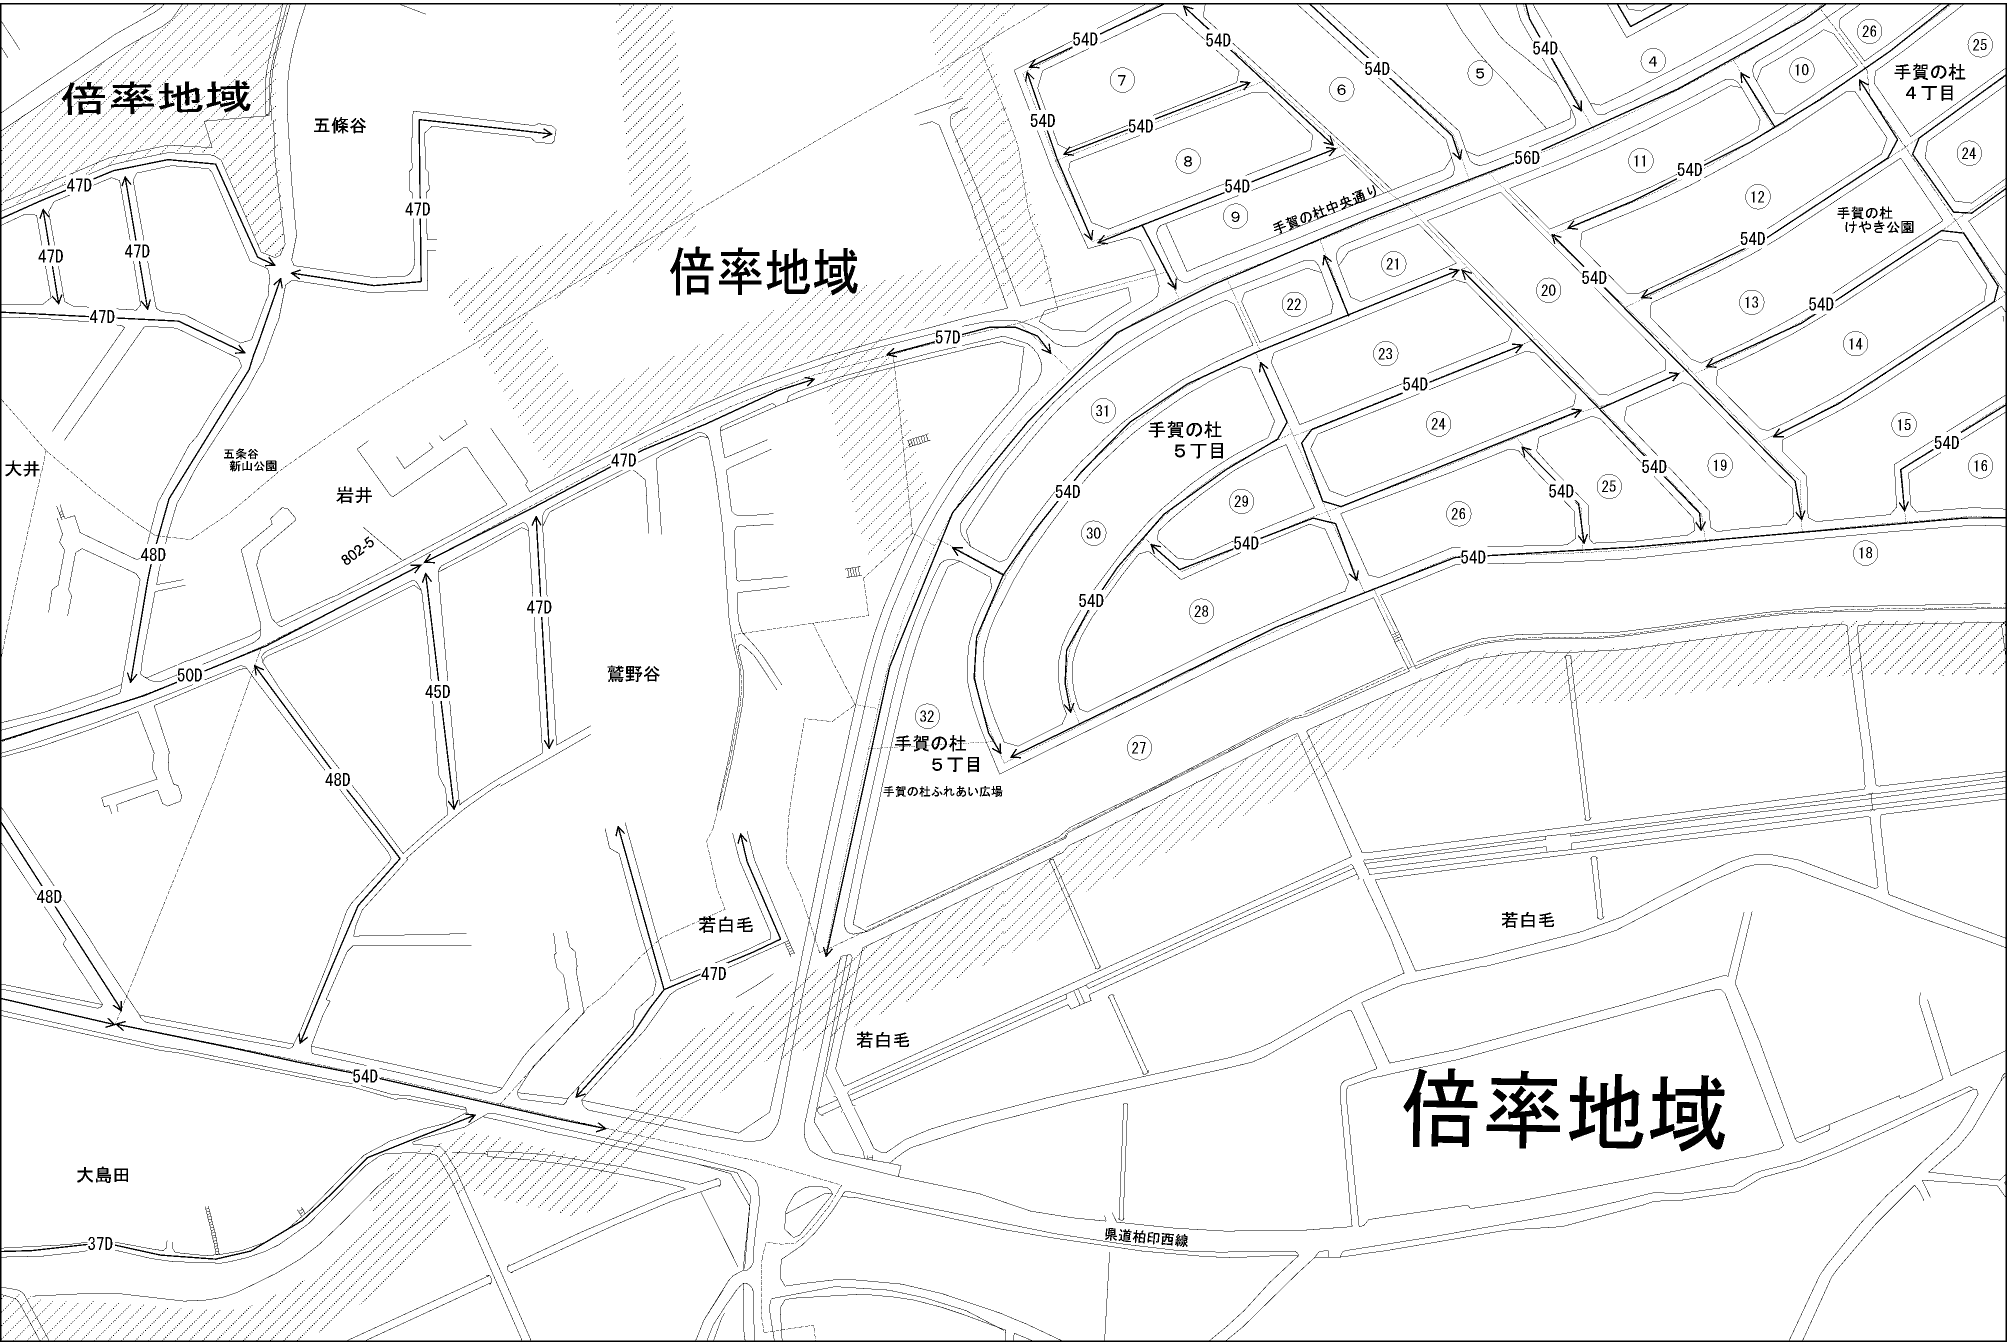 倍率地域
五條谷
47D
47D
47D
47D
47D
大井
五条谷
新山公園
48D
岩井
802-5
47D
50D
倍率地域
57D
54D
54D
54D
54D
54D
54D
54D
54D
56D
手賀の杜中央通り
⑦
⑧
⑨
⑥
⑤
④
⑩
㉖
㉕
手賀の杜
4丁目
㉔
⑪
54D
⑫
手賀の杜
けやき公園
54D
54D
⑬
54D
⑭
⑮
54D
⑯
⑳
㉑
㉒
㉓
54D
㉔
㉛
手賀の杜
5丁目
54D
㉚
㉙
54D
54D
㉘
54D
㉕
㉖
54D
⑲
54D
⑱
47D
45D
鷲野谷
48D
48D
㉜
手賀の杜
5丁目
手賀の杜ふれあい広場
㉗
若白毛
47D
若白毛
若白毛
54D
大島田
37D
県道柏印西線
倍率地域